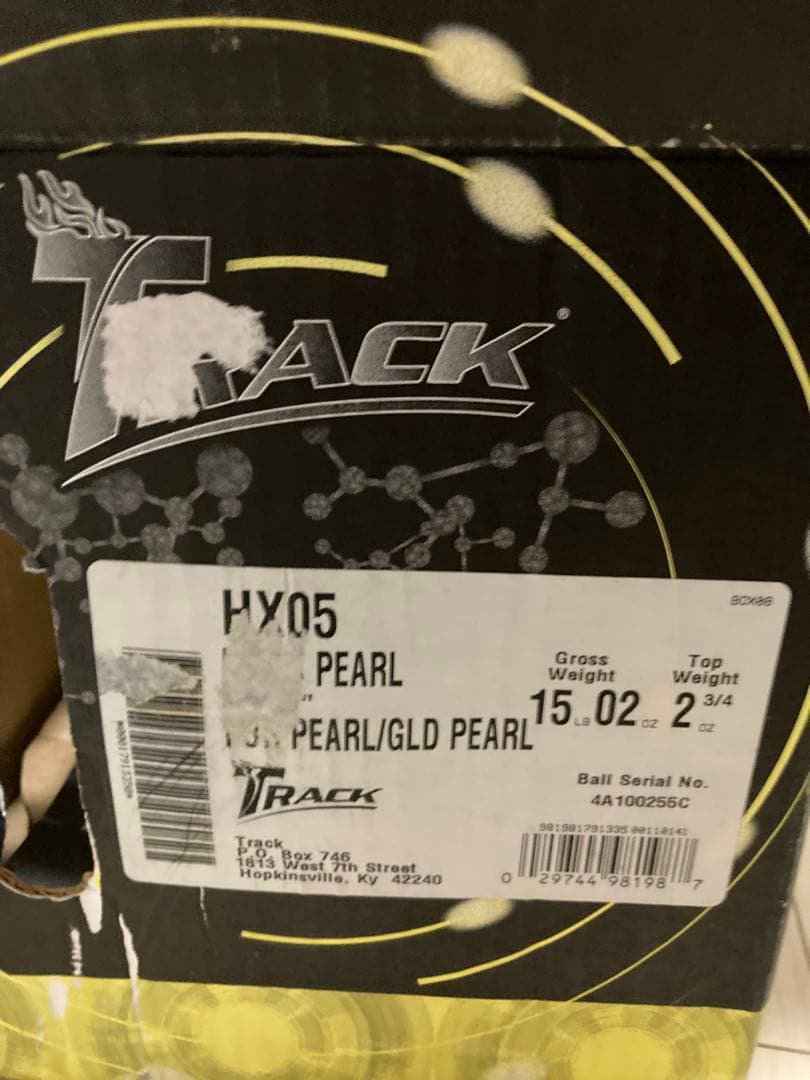 TRACK®
HX05
80X88
PEARL
PEARL/GLD PEARL
Gross
Weight
15 LB 02 OZ
Top
Weight
2 3/4 OZ
Ball Serial No.
4A100255C
TRACK
Track
P.O. Box 746
1813 West 7th Street
Hopkinsville, Ky 42240
0 29744 98198 7